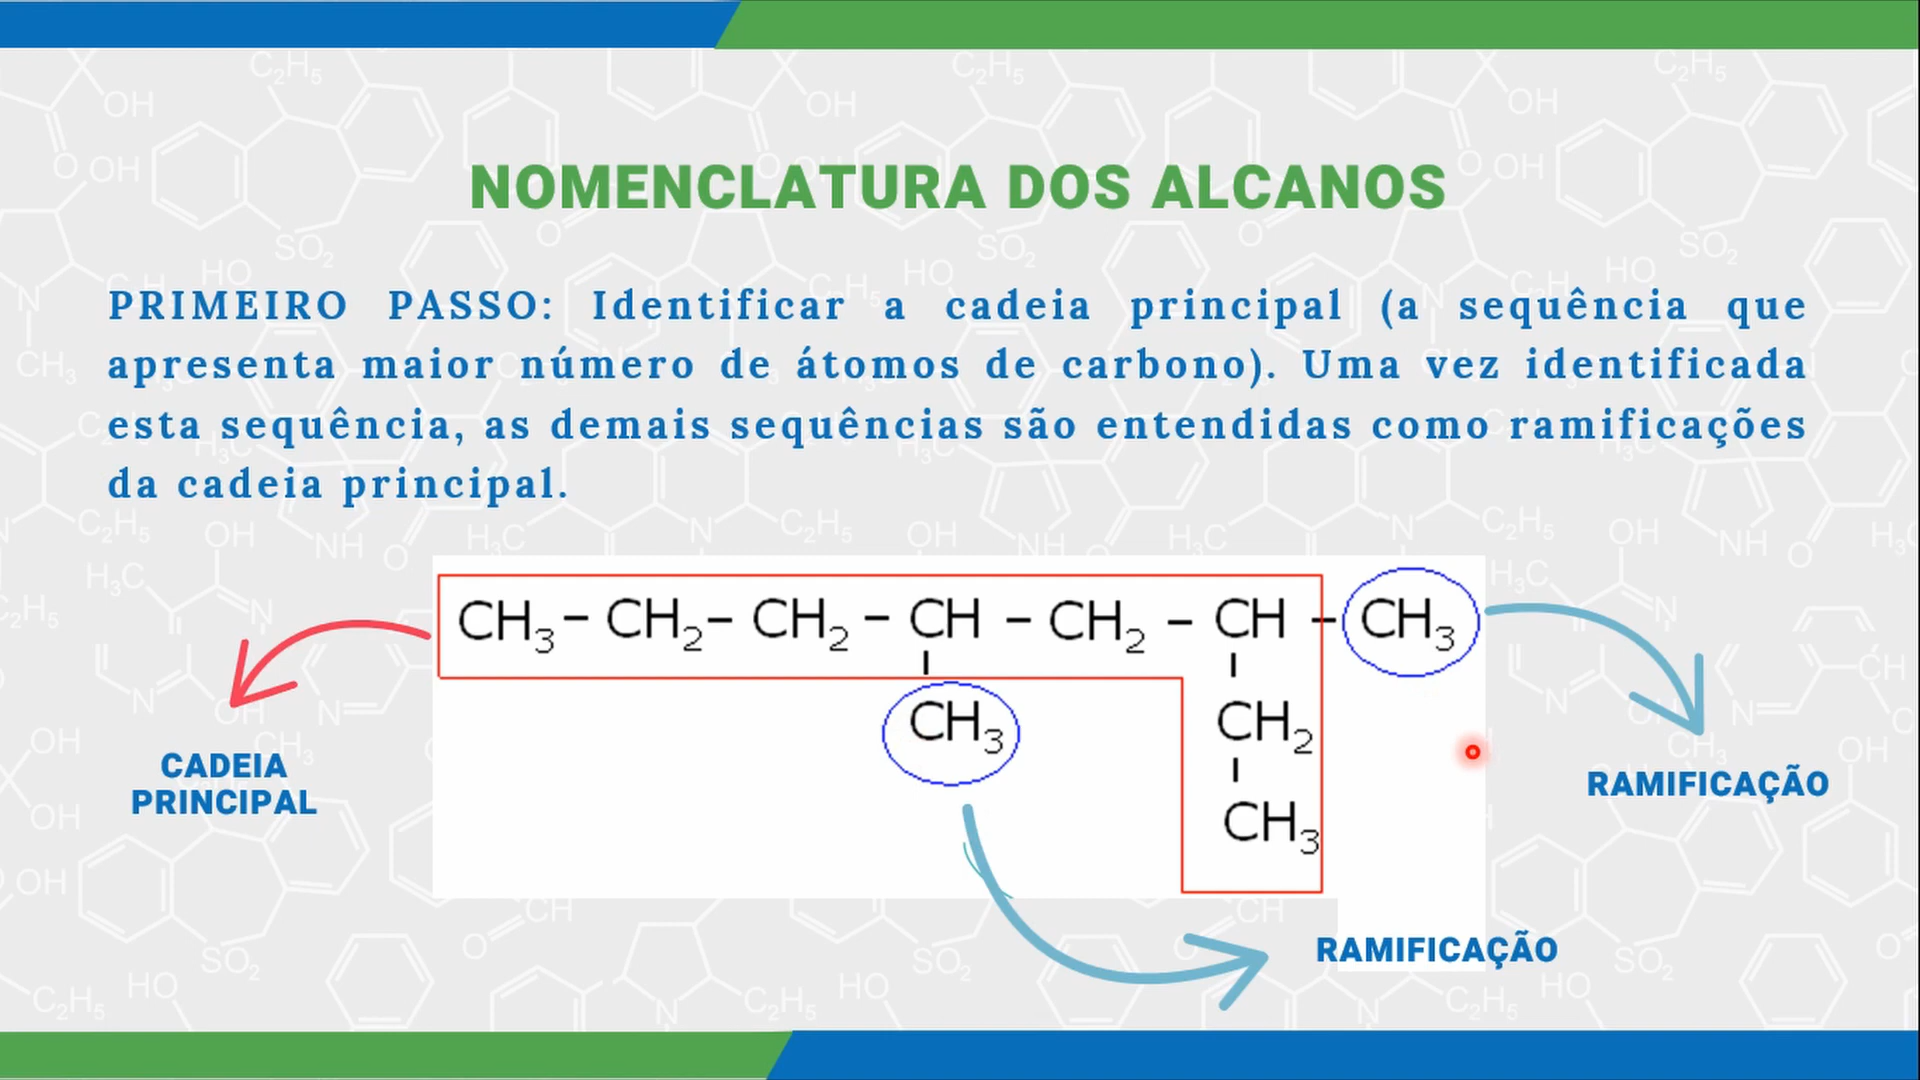 NOMENCLATURA DOS ALCANOS
PRIMEIRO PASSO: Identificar a cadeia principal (a sequência que
apresenta maior número de átomos de carbono). Uma vez identificada
esta sequência, as demais sequências são entendidas como ramificações
da cadeia principal.
CH₃ – CH₂ – CH₂ – CH – CH₂ – CH – CH₃
CH₃
CH₂
CH₃
CADEIA
PRINCIPAL
RAMIFICAÇÃO
RAMIFICAÇÃO